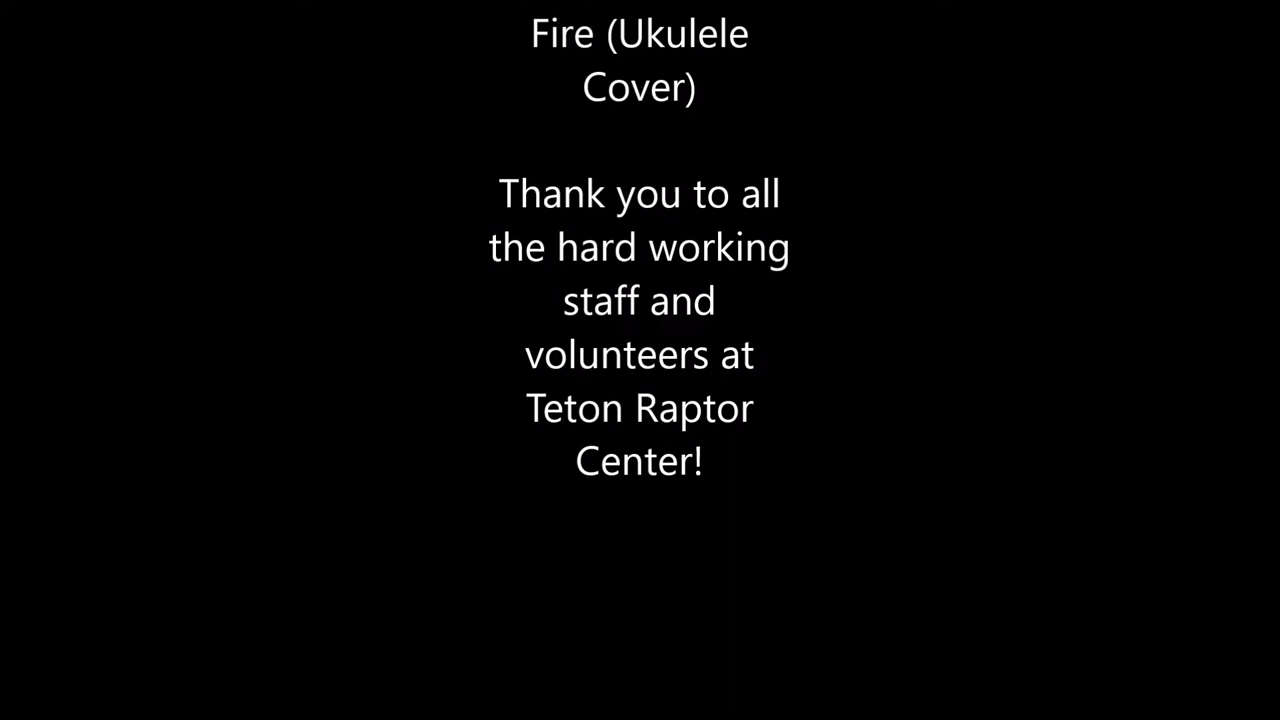 Fire (Ukulele
Cover)
Thank you to all
the hard working
staff and
volunteers at
Teton Raptor
Center!